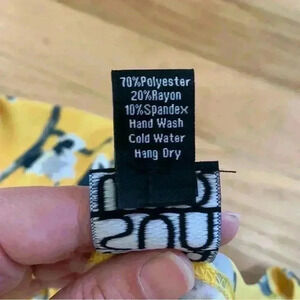 70%Polyester
20%Rayon
10%Spandex
Hand Wash
Cold Water
Hang Dry